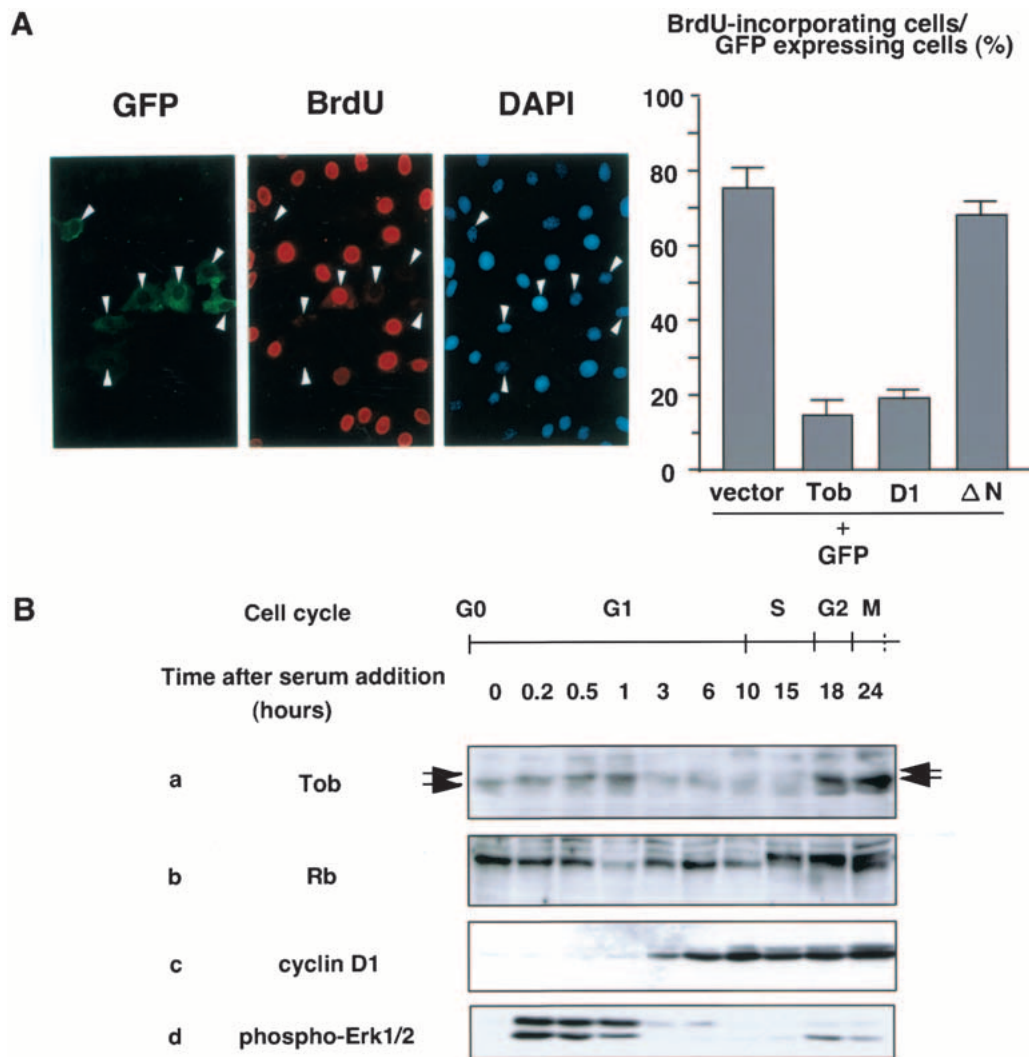 A
GFP
BrdU
DAPI
BrdU-incorporating cells/
GFP expressing cells (%)
100
80
60
40
20
0
vector Tob D1 △N
+
GFP
B
Cell cycle
G0 G1 S G2 M
Time after serum addition
(hours)
0 0.2 0.5 1 3 6 10 15 18 24
a Tob
b Rb
c cyclin D1
d phospho-Erk1/2